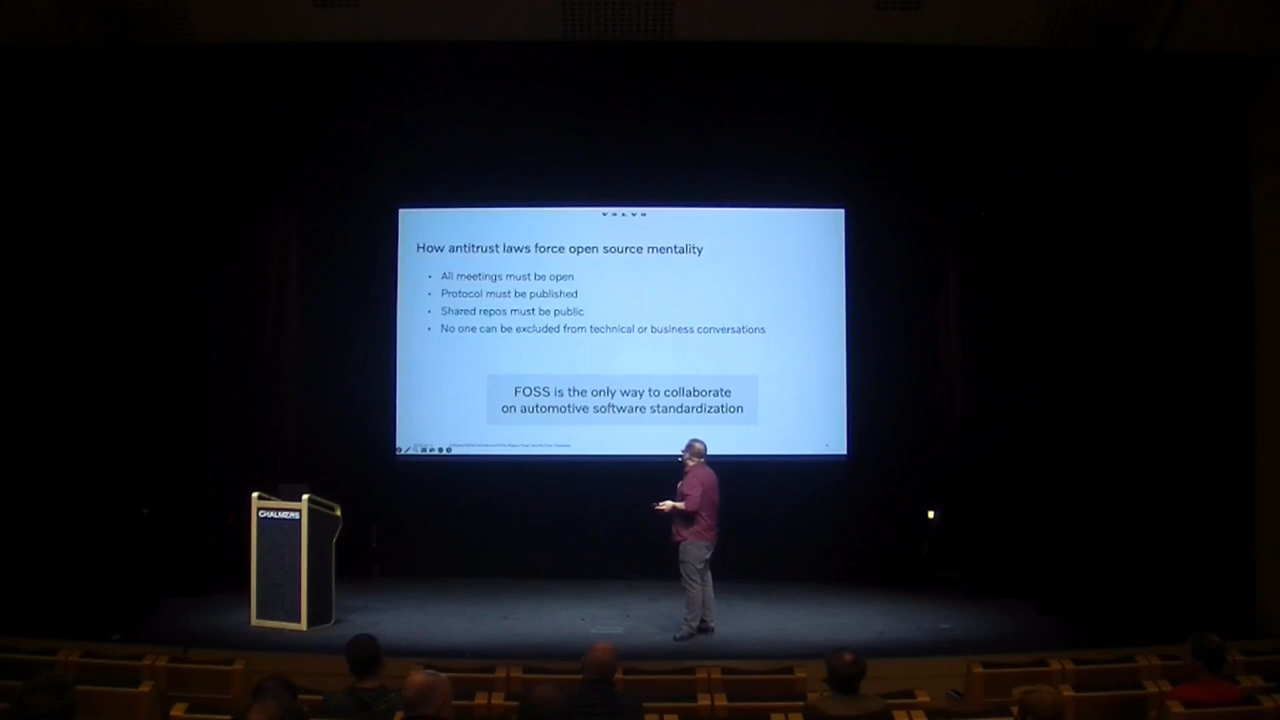 VOLVO
How antitrust laws force open source mentality
• All meetings must be open
• Protocol must be published
• Shared repos must be public
• No one can be excluded from technical or business conversations
FOSS is the only way to collaborate
on automotive software standardization
CHALMERS